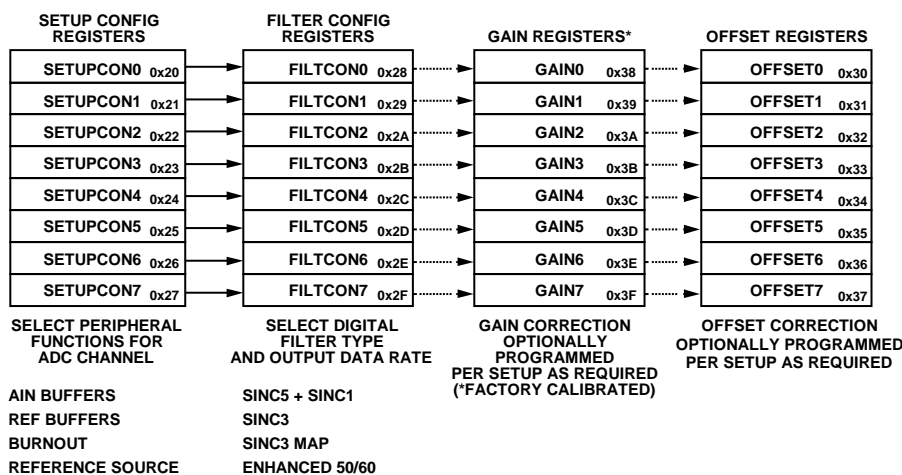 SETUP CONFIG
REGISTERS
FILTER CONFIG
REGISTERS
GAIN REGISTERS*
OFFSET REGISTERS
SETUPCON0 0x20
FILTCON0 0x28
GAIN0 0x38
OFFSET0 0x30
SETUPCON1 0x21
FILTCON1 0x29
GAIN1 0x39
OFFSET1 0x31
SETUPCON2 0x22
FILTCON2 0x2A
GAIN2 0x3A
OFFSET2 0x32
SETUPCON3 0x23
FILTCON3 0x2B
GAIN3 0x3B
OFFSET3 0x33
SETUPCON4 0x24
FILTCON4 0x2C
GAIN4 0x3C
OFFSET4 0x34
SETUPCON5 0x25
FILTCON5 0x2D
GAIN5 0x3D
OFFSET5 0x35
SETUPCON6 0x26
FILTCON6 0x2E
GAIN6 0x3E
OFFSET6 0x36
SETUPCON7 0x27
FILTCON7 0x2F
GAIN7 0x3F
OFFSET7 0x37
SELECT PERIPHERAL
FUNCTIONS FOR
ADC CHANNEL
SELECT DIGITAL
FILTER TYPE
AND OUTPUT DATA RATE
GAIN CORRECTION
OPTIONALLY
PROGRAMMED
PER SETUP AS REQUIRED
(*FACTORY CALIBRATED)
OFFSET CORRECTION
OPTIONALLY PROGRAMMED
PER SETUP AS REQUIRED
AIN BUFFERS
REF BUFFERS
BURNOUT
REFERENCE SOURCE
SINC5 + SINC1
SINC3
SINC3 MAP
ENHANCED 50/60